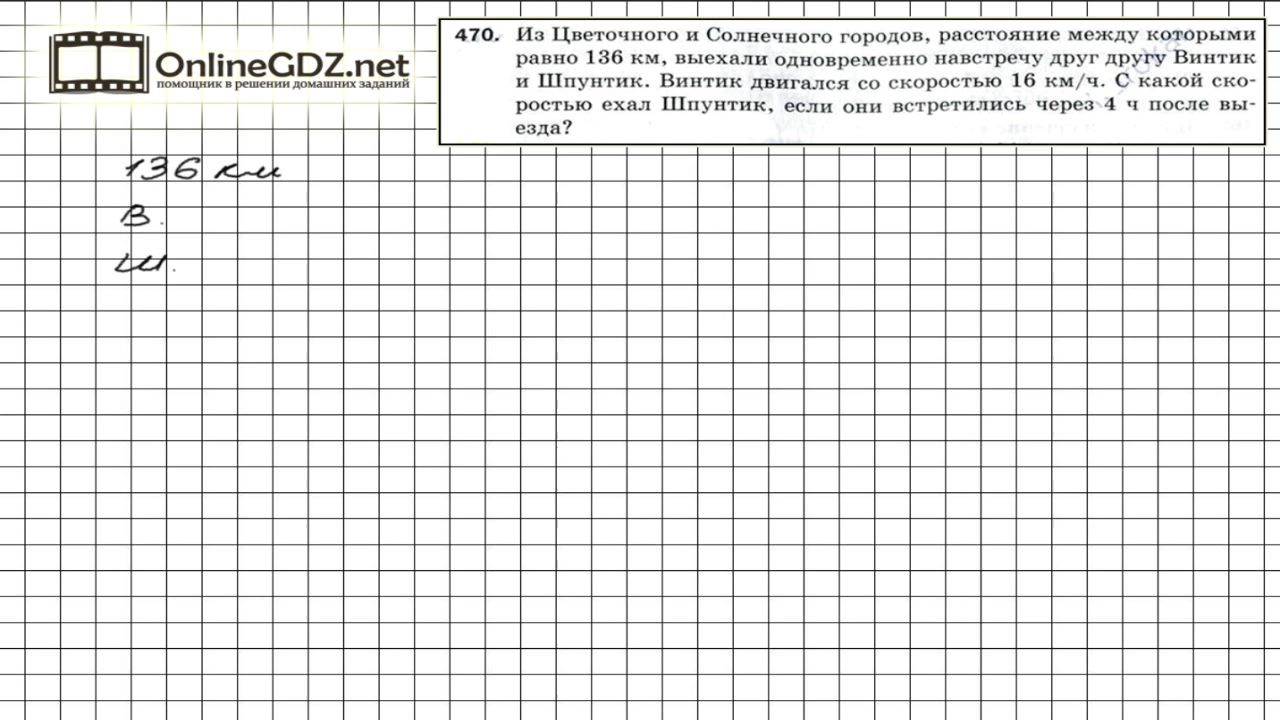 OnlineGDZ.net
помощник в решении домашних заданий
470. Из Цветочного и Солнечного городов, расстояние между которыми
равно 136 км, выехали одновременно навстречу друг другу Винтик
и Шпунтик. Винтик двигался со скоростью 16 км/ч. С какой ско-
ростью ехал Шпунтик, если они встретились через 4 ч после вы-
езда?
136 км
В.
Ш.